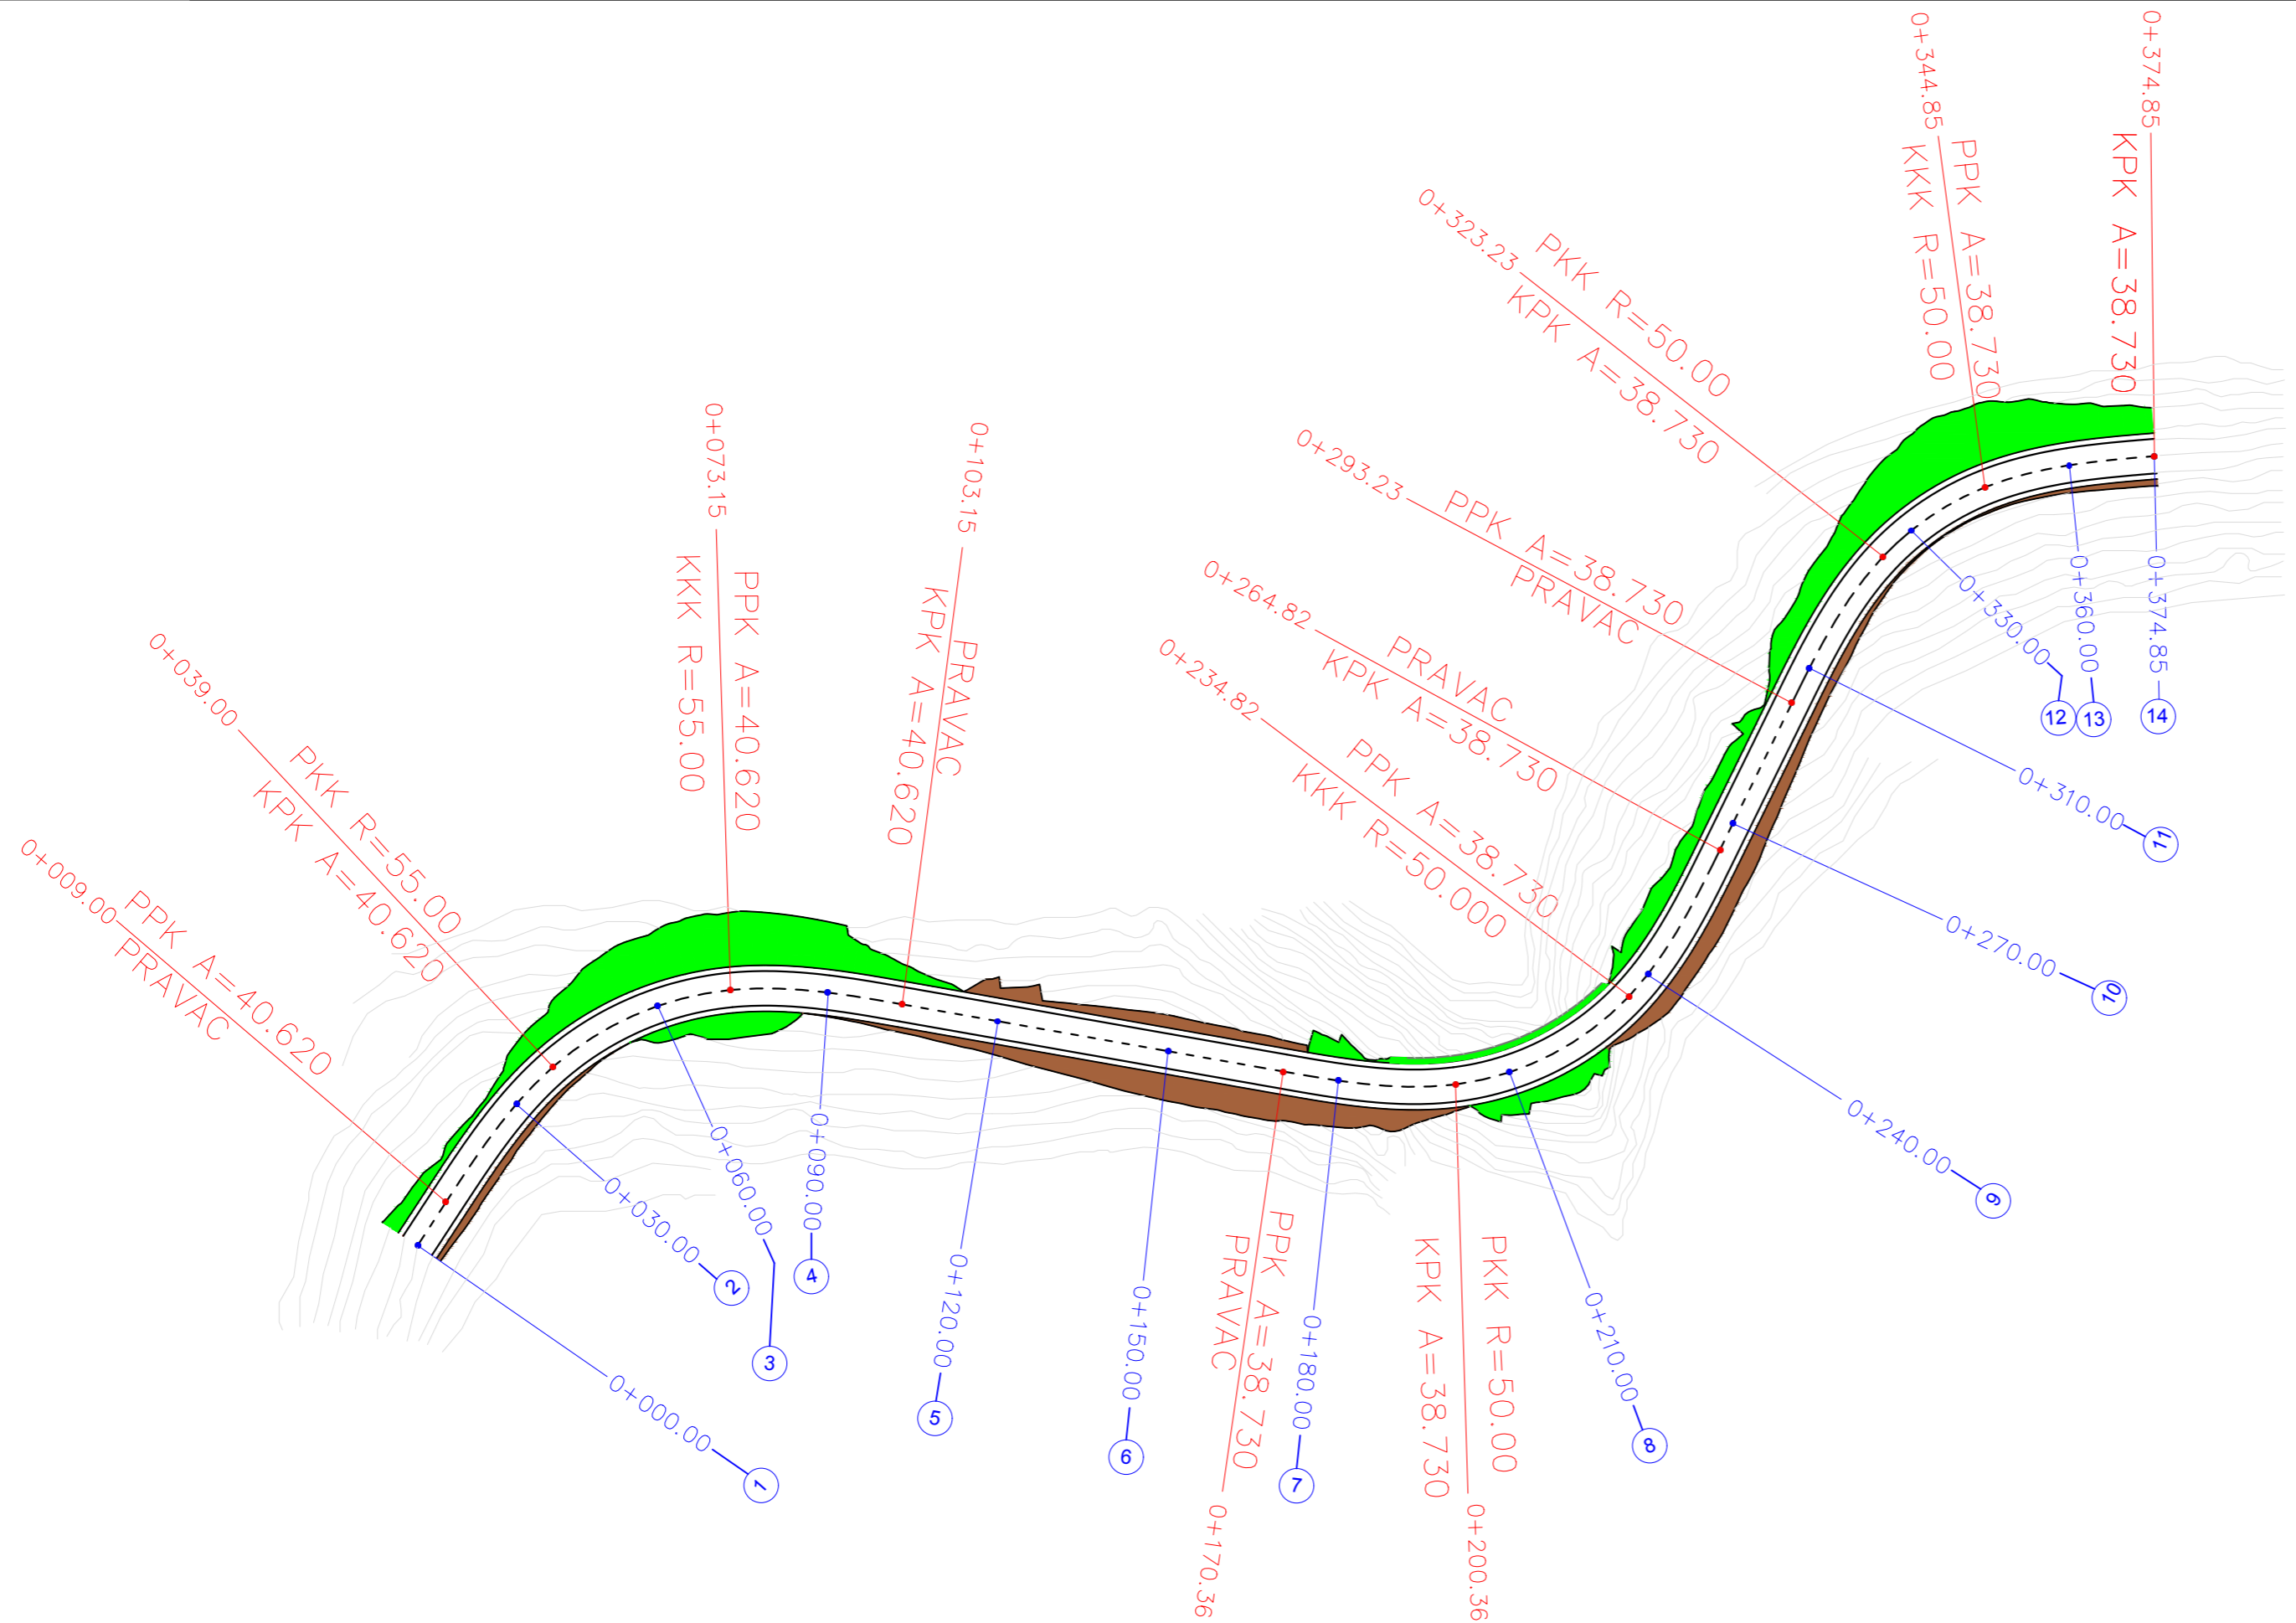 0+374.85
KPK A=38.730
0+344.85
PPK A=38.730
KKK R=50.00
0+323.23
PKK R=50.00
KPK A=38.730
0+293.23
PPK A=38.730
PRAVAC
0+264.82
PRAVAC
KPK A=38.730
0+234.82
PPK A=38.730
KKK R=50.000
0+103.15
PRAVAC
KPK A=40.620
0+073.15
PPK A=40.620
KKK R=55.00
0+039.00
PKK R=55.00
KPK A=40.620
0+009.00
PPK A=40.620
PRAVAC
PPK A=38.730
PRAVAC
0+170.36
PKK R=50.00
KPK A=38.730
0+200.36
0+000.00
1
0+030.00
2
0+060.00
3
0+090.00
4
0+120.00
5
0+150.00
6
0+180.00
7
0+210.00
8
0+240.00
9
0+270.00
10
0+310.00
11
0+330.00
12
0+360.00
13
0+374.85
14